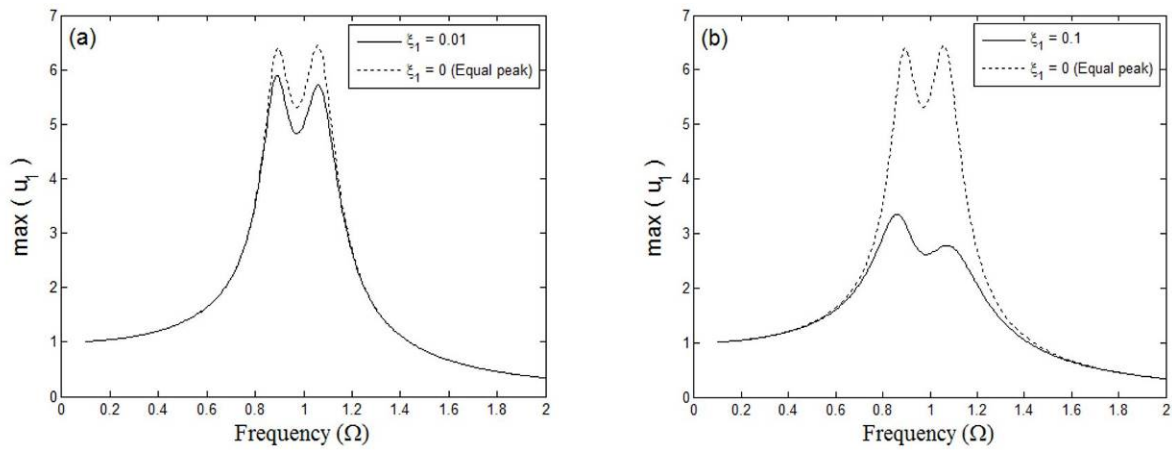 (a)
ξ₁ = 0.01
ξ₁ = 0 (Equal peak)
max ( u₁ )
7
6
5
4
3
2
1
0
0 0.2 0.4 0.6 0.8 1 1.2 1.4 1.6 1.8 2
Frequency (Ω)
(b)
ξ₁ = 0.1
ξ₁ = 0 (Equal peak)
max ( u₁ )
7
6
5
4
3
2
1
0
0 0.2 0.4 0.6 0.8 1 1.2 1.4 1.6 1.8 2
Frequency (Ω)